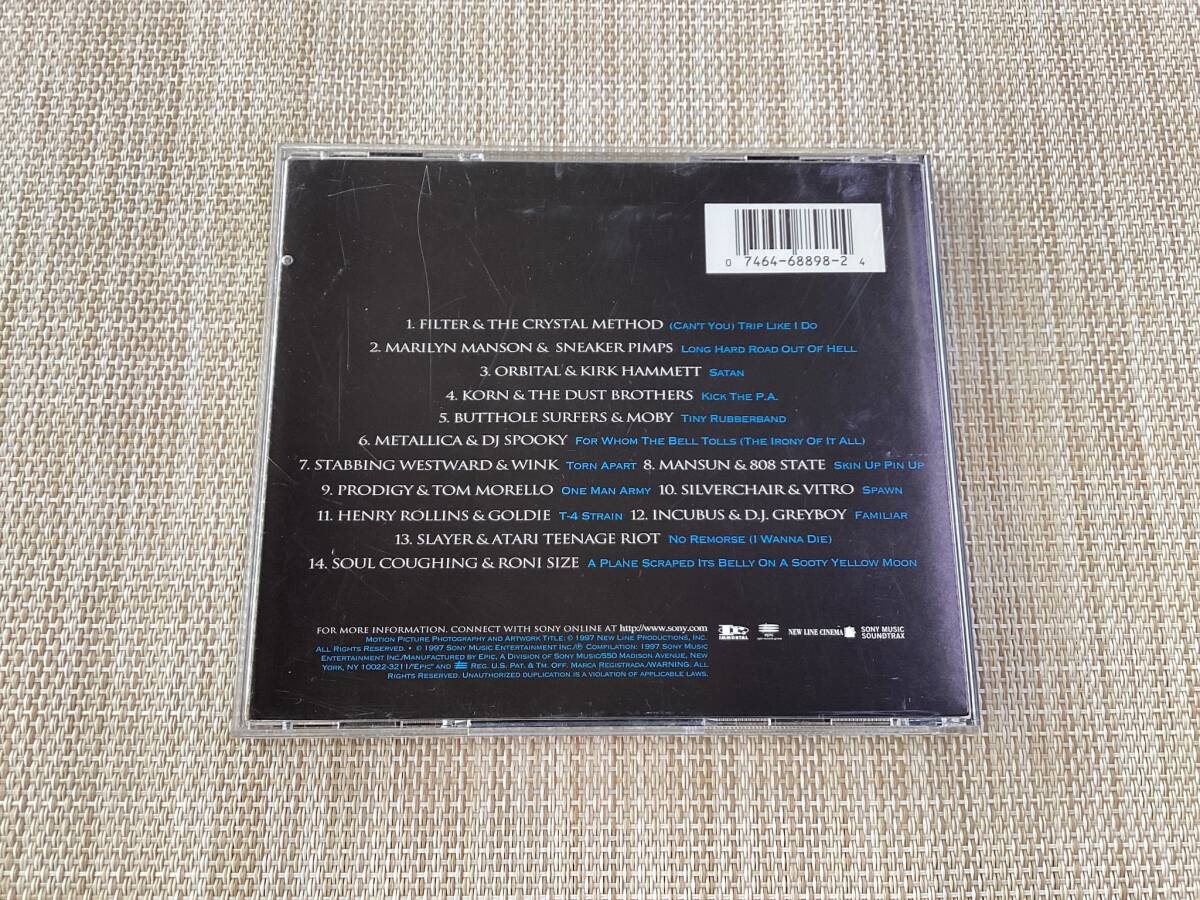 0 7464-68898-2 4
1. FILTER & THE CRYSTAL METHOD (CAN'T YOU) TRIP LIKE I DO
2. MARILYN MANSON & SNEAKER PIMPS LONG HARD ROAD OUT OF HELL
3. ORBITAL & KIRK HAMMETT SATAN
4. KORN & THE DUST BROTHERS KICK THE P.A.
5. BUTTHOLE SURFERS & MOBY TINY RUBBERBAND
6. METALLICA & DJ SPOOKY FOR WHOM THE BELL TOLLS (THE IRONY OF IT ALL)
7. STABBING WESTWARD & WINK TORN APART 8. MANSUN & 808 STATE SKIN UP PIN UP
9. PRODIGY & TOM MORELLO ONE MAN ARMY 10. SILVERCHAIR & VITRO SPAWN
11. HENRY ROLLINS & GOLDIE T-4 STRAIN 12. INCUBUS & D.J. GREYBOY FAMILIAR
13. SLAYER & ATARI TEENAGE RIOT NO REMORSE (I WANNA DIE)
14. SOUL COUGHING & RONI SIZE A PLANE SCRAPED ITS BELLY ON A SOOTY YELLOW MOON
FOR MORE INFORMATION, CONNECT WITH SONY ONLINE AT http://www.sony.com
MOTION PICTURE PHOTOGRAPHY AND ARTWORK TITLE: © 1997 NEW LINE PRODUCTIONS, INC.
ALL RIGHTS RESERVED. • © 1997 SONY MUSIC ENTERTAINMENT INC./℗ COMPILATION: 1997 SONY MUSIC
ENTERTAINMENT INC./MANUFACTURED BY EPIC, A DIVISION OF SONY MUSIC/550 MADISON AVENUE, NEW
YORK, NY 10022-3211/"EPIC" AND REG. U.S. PAT. & TM. OFF. MARCA REGISTRADA./WARNING: ALL
RIGHTS RESERVED. UNAUTHORIZED DUPLICATION IS A VIOLATION OF APPLICABLE LAWS.
IMMORTAL
epic
NEW LINE CINEMA
SONY MUSIC
SOUNDTRAX